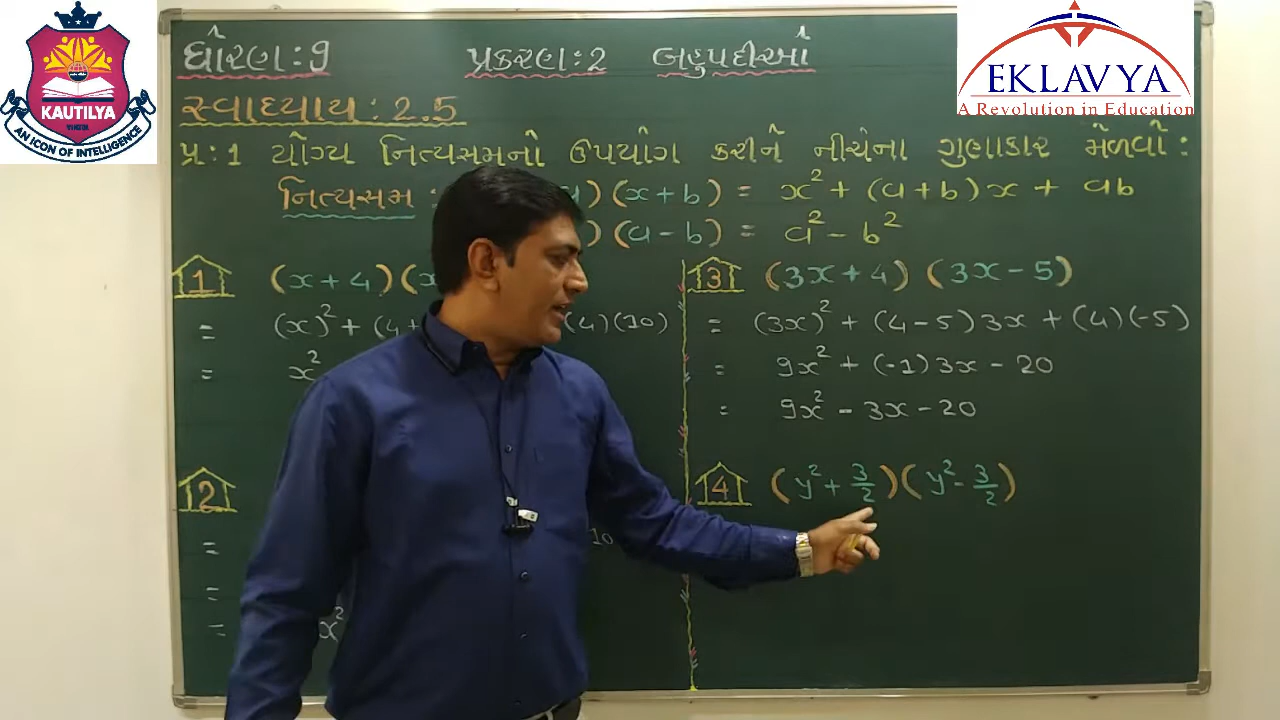 KAUTILYA
AN ICON OF INTELLIGENCE
EKLAVYA
A Revolution in Education
ધોરણ:9 પ્રકરણ:2 બહુપદીઓ
સ્વાધ્યાય:2.5
પ્ર:1 યોગ્ય નિત્યસમનો ઉપયોગ કરીને નીચેના ગુણાકાર મેળવો:
નિત્યસમ : ) (x+b) = x² + (a+b)x + ab
) (a-b) = a² - b²
1 (x+4)(x
= (x)² + (4+ (4)(10)
= x²
2
=
10
=
= x²
3 (3x+4) (3x-5)
= (3x)² + (4-5)3x + (4)(-5)
= 9x² + (-1)3x - 20
= 9x² - 3x - 20
4 (y² + 3/2)(y² - 3/2)